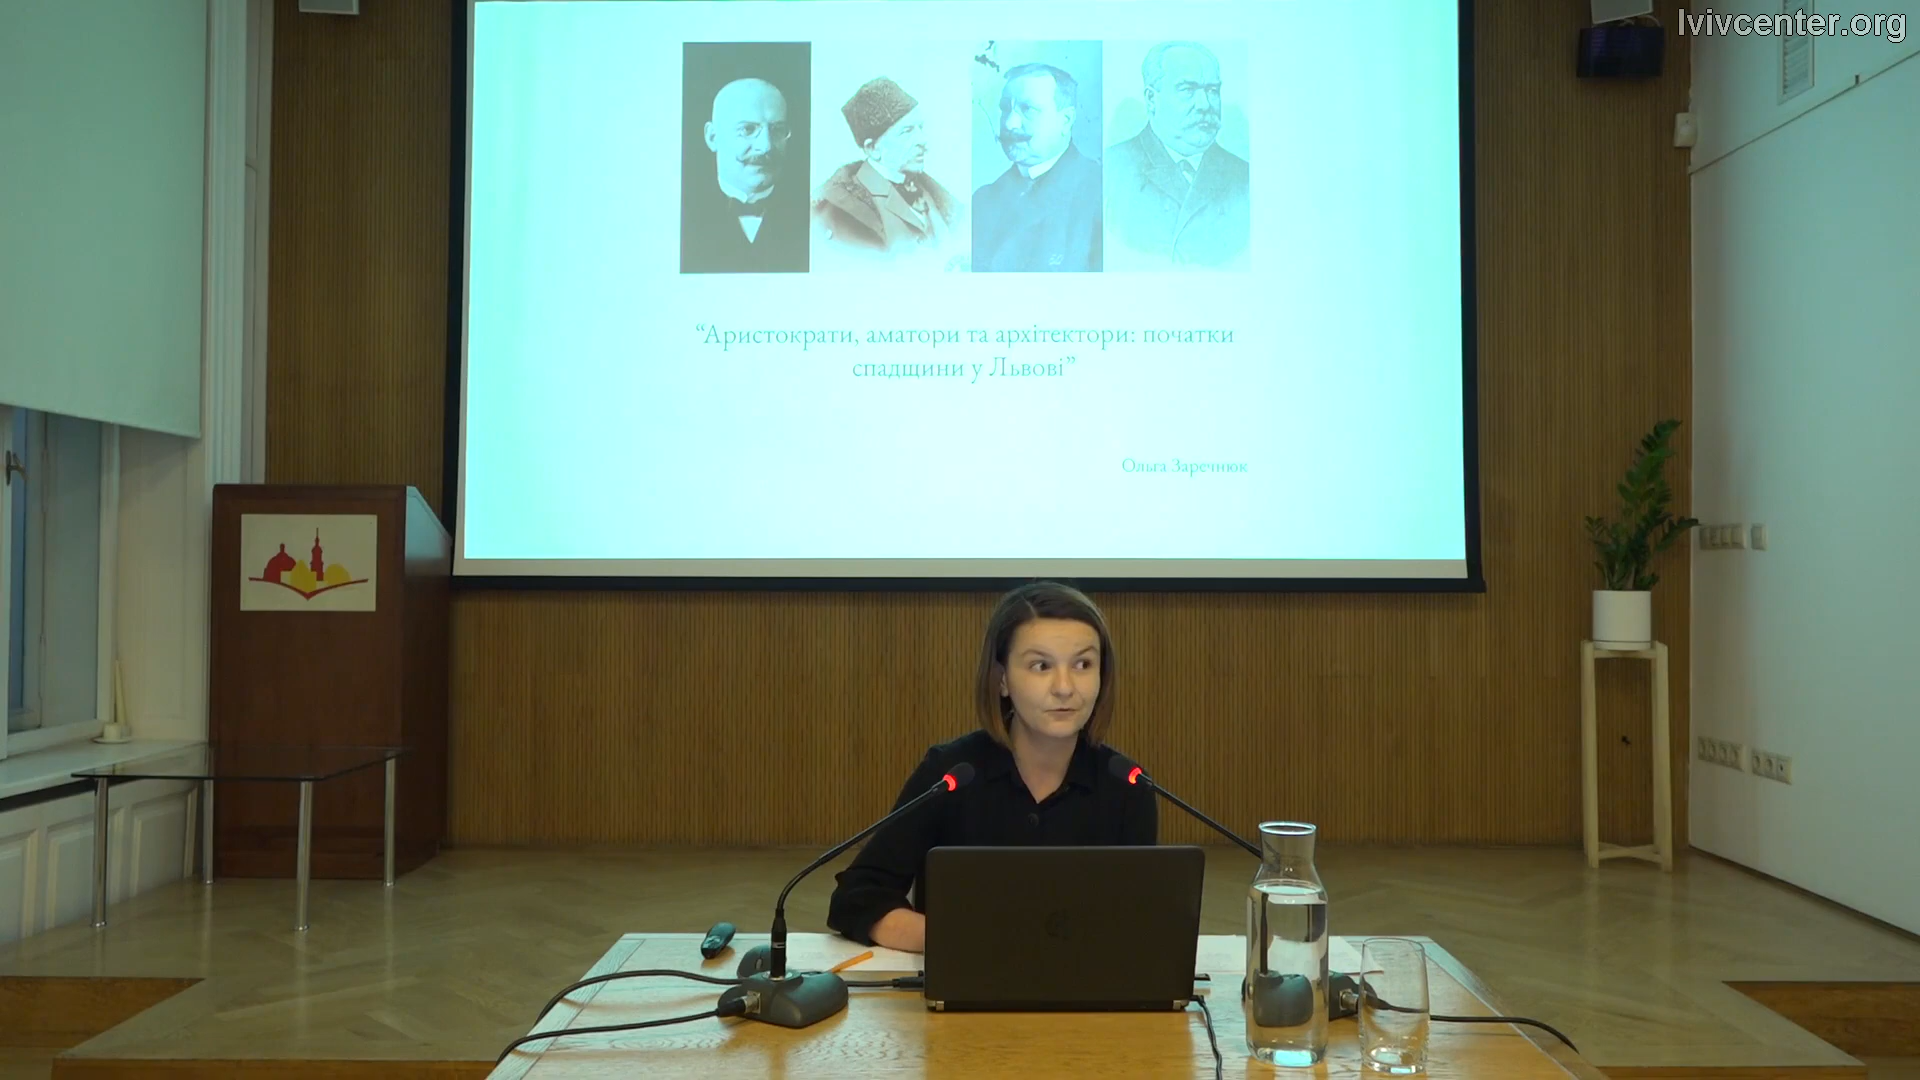 lvivcenter.org
“Аристократи, аматори та архітектори: початки
спадщини у Львові”
Ольга Заречнюк